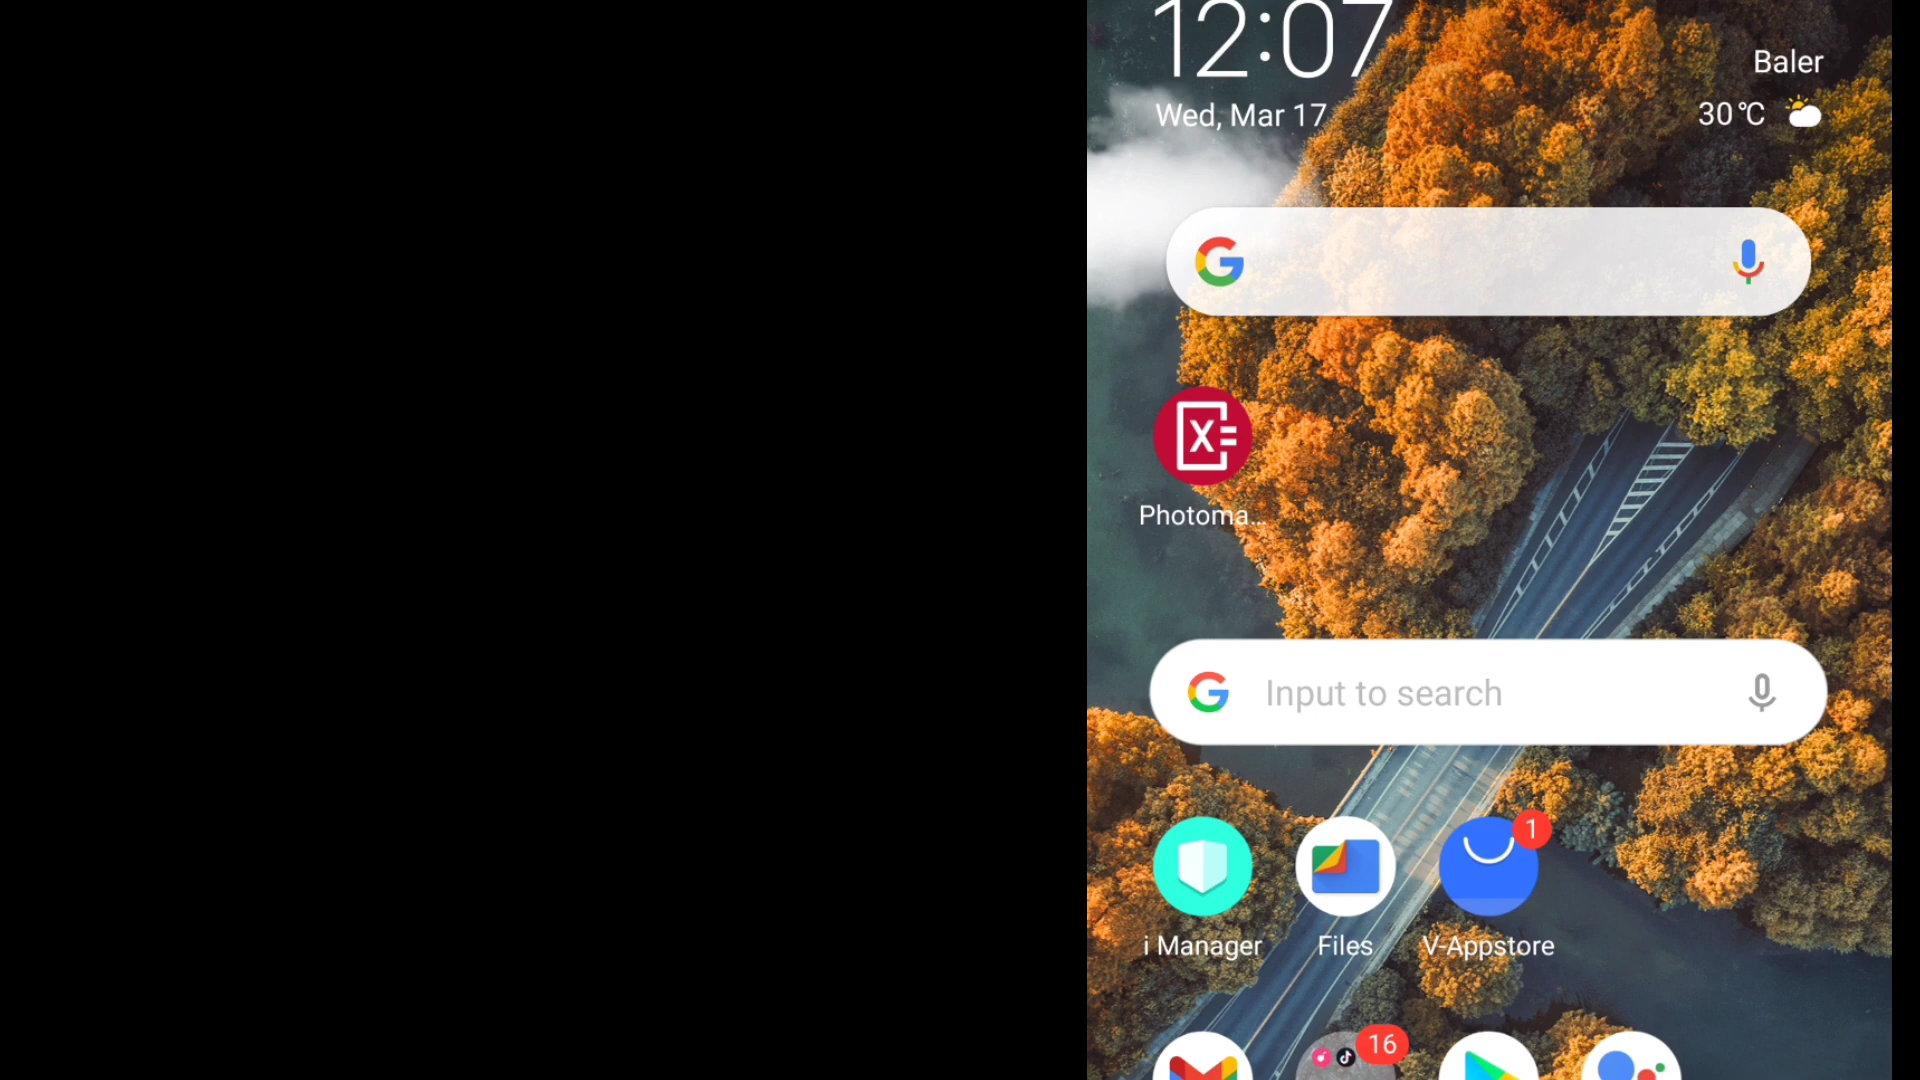 12:07
Baler
Wed, Mar 17
30℃
Photoma...
Input to search
1
i Manager
Files
V-Appstore
16